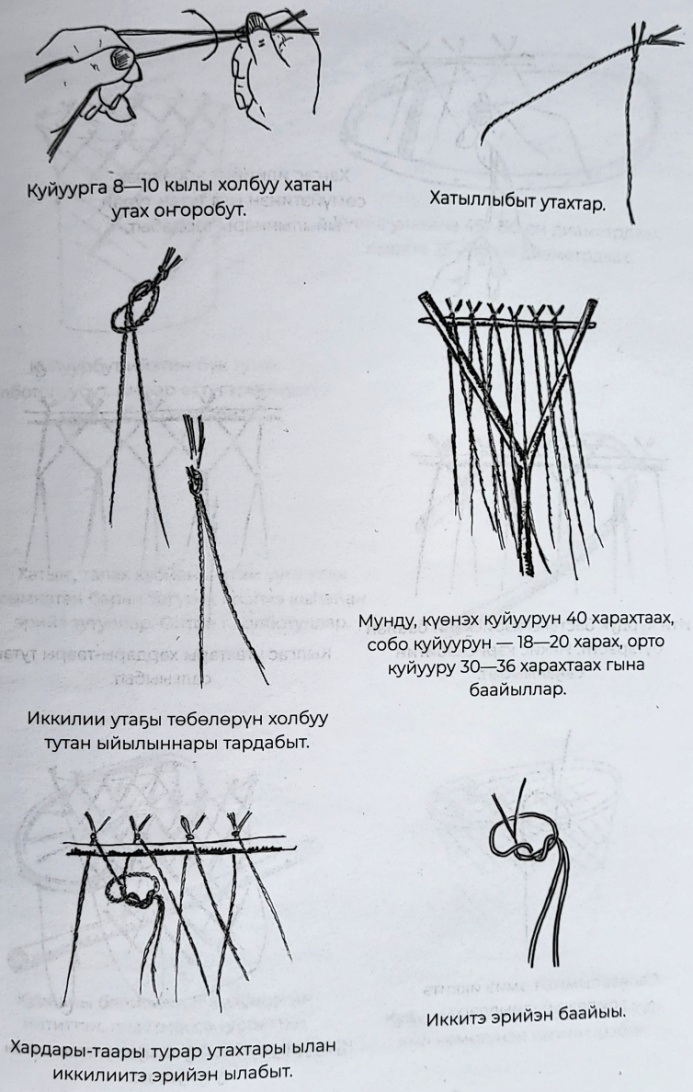 Куйуурга 8—10 кылы холбуу хатан
утах оҥоробут.
Хатыллыбыт утахтар.
Иккилии утаҕы төбөлөрүн холбуу
тутан ыйылыннары тардабыт.
Мунду, күөнэх куйуурун 40 харахтаах,
собо куйуурун — 18—20 харах, орто
куйууру 30—36 харахтаах гына
баайыллар.
Хардары-таары турар утахтары ылан
иккилиитэ эрийэн ылабыт.
Иккитэ эрийэн баайыы.